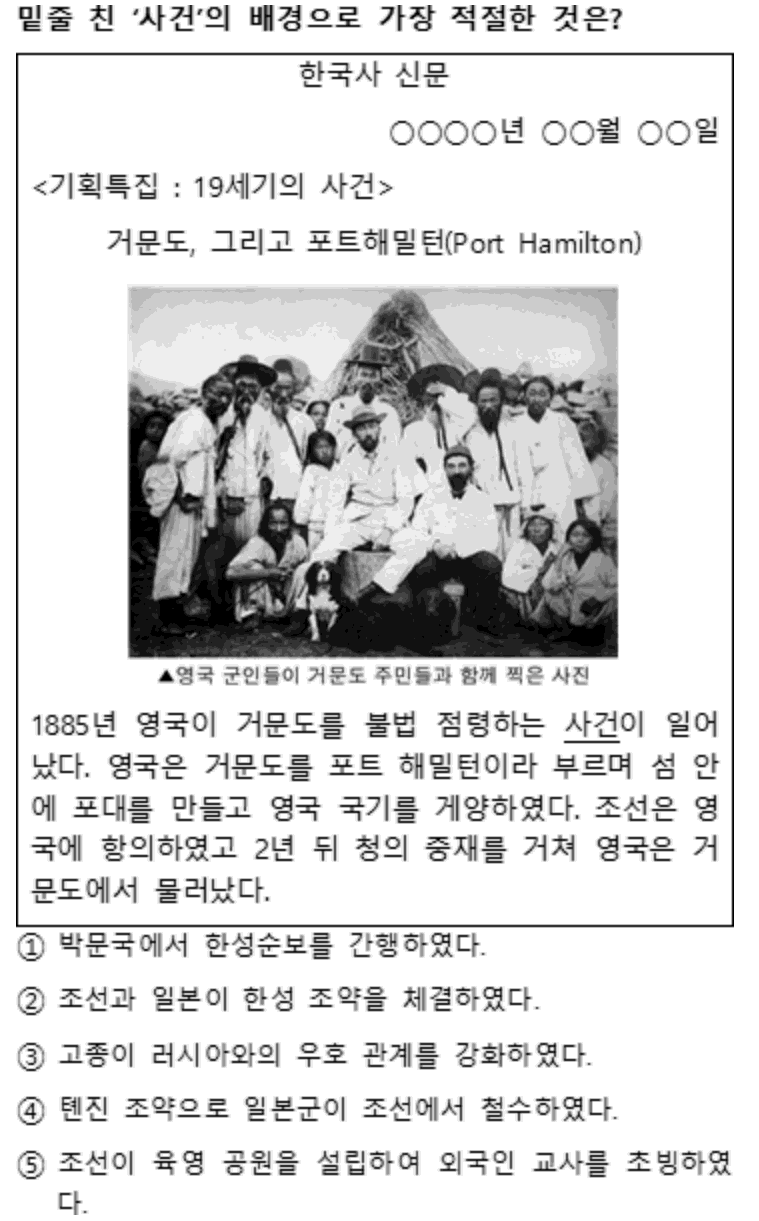 밑줄 친 ‘사건’의 배경으로 가장 적절한 것은?
한국사 신문
○○○○년 ○○월 ○○일
<기획특집 : 19세기의 사건>
거문도, 그리고 포트해밀턴(Port Hamilton)
▲영국 군인들이 거문도 주민들과 함께 찍은 사진
1885년 영국이 거문도를 불법 점령하는 사건이 일어
났다. 영국은 거문도를 포트 해밀턴이라 부르며 섬 안
에 포대를 만들고 영국 국기를 게양하였다. 조선은 영
국에 항의하였고 2년 뒤 청의 중재를 거쳐 영국은 거
문도에서 물러났다.
① 박문국에서 한성순보를 간행하였다.
② 조선과 일본이 한성 조약을 체결하였다.
③ 고종이 러시아와의 우호 관계를 강화하였다.
④ 톈진 조약으로 일본군이 조선에서 철수하였다.
⑤ 조선이 육영 공원을 설립하여 외국인 교사를 초빙하였
다.